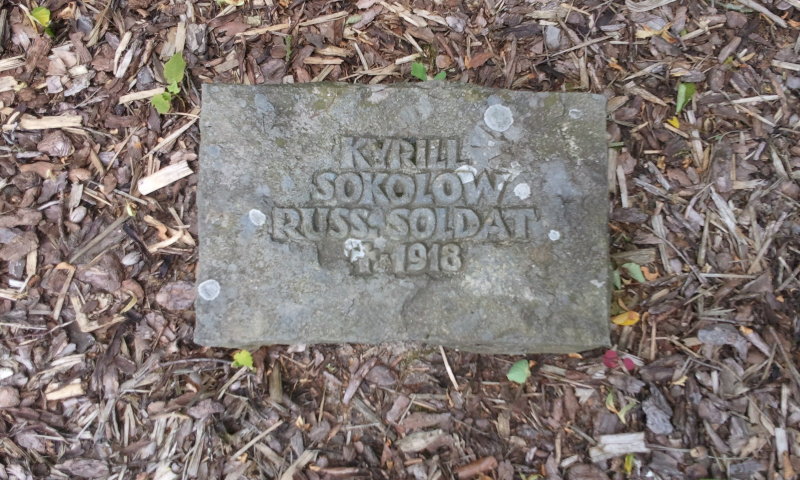 KYRILL
SOKOLOW
RUSS. SOLDAT
✝ 1918